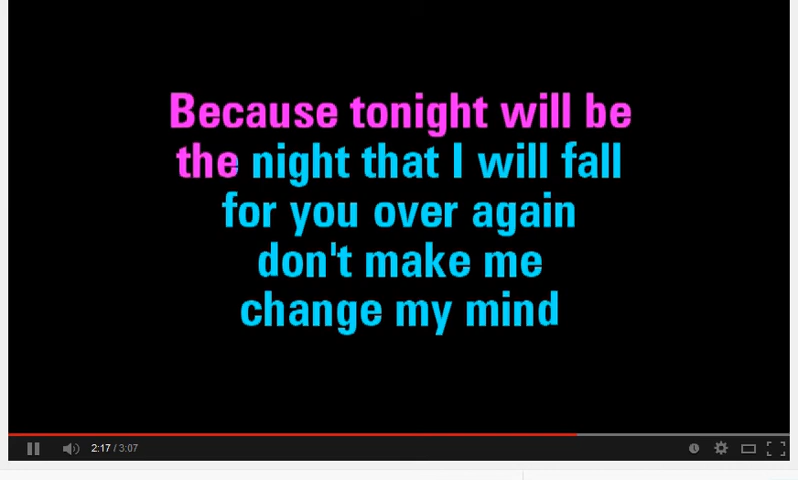 Because tonight will be
the night that I will fall
for you over again
don't make me
change my mind
2:17 / 3:07